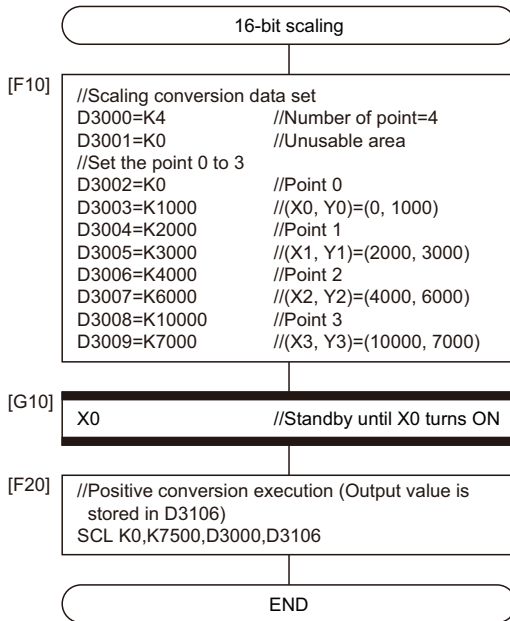 16-bit scaling
[F10]
//Scaling conversion data set
D3000=K4 //Number of point=4
D3001=K0 //Unusable area
//Set the point 0 to 3
D3002=K0 //Point 0
D3003=K1000 //(X0, Y0)=(0, 1000)
D3004=K2000 //Point 1
D3005=K3000 //(X1, Y1)=(2000, 3000)
D3006=K4000 //Point 2
D3007=K6000 //(X2, Y2)=(4000, 6000)
D3008=K10000 //Point 3
D3009=K7000 //(X3, Y3)=(10000, 7000)
[G10]
X0 //Standby until X0 turns ON
[F20]
//Positive conversion execution (Output value is
stored in D3106)
SCL K0,K7500,D3000,D3106
END